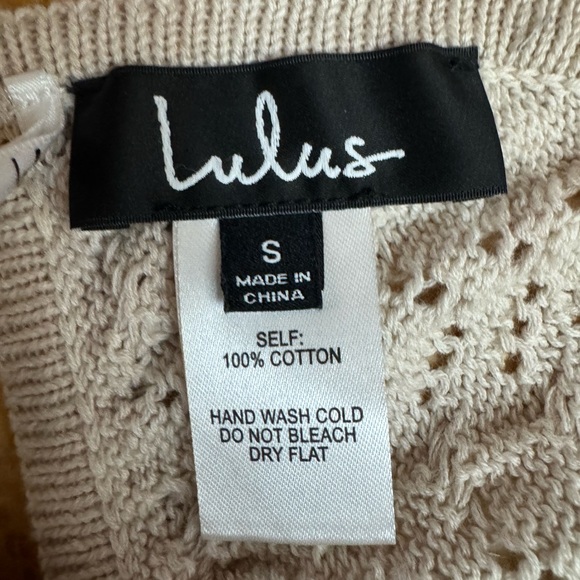 Lulus
S
MADE IN
CHINA
SELF:
100% COTTON
HAND WASH COLD
DO NOT BLEACH
DRY FLAT